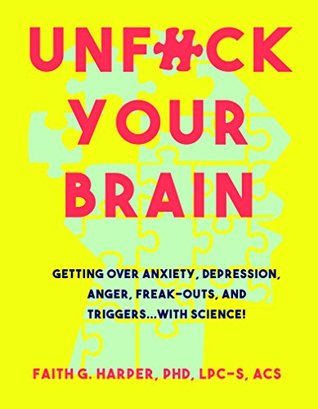 UNF#CK
YOUR
BRAIN
GETTING OVER ANXIETY, DEPRESSION,
ANGER, FREAK-OUTS, AND
TRIGGERS...WITH SCIENCE!
FAITH G. HARPER, PHD, LPC-S, ACS